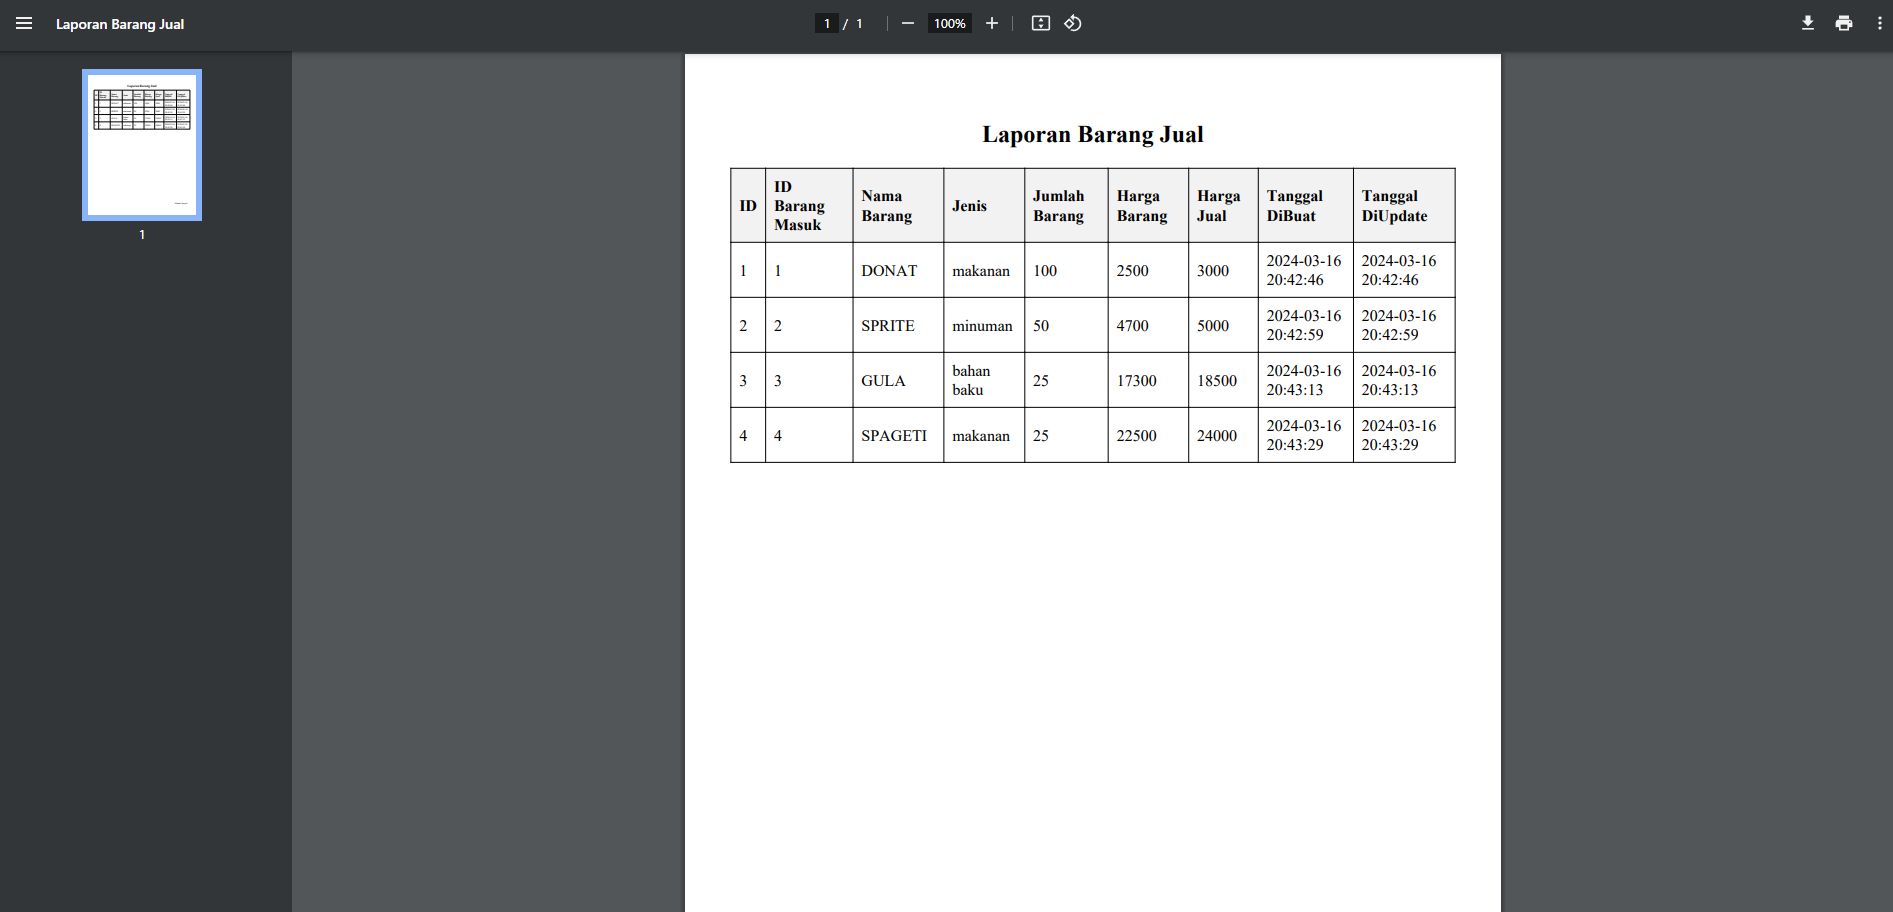 Laporan Barang Jual
1 / 1
100%
1
Laporan Barang Jual
ID | ID Barang Masuk | Nama Barang | Jenis | Jumlah Barang | Harga Barang | Harga Jual | Tanggal DiBuat | Tanggal DiUpdate
1 | 1 | DONAT | makanan | 100 | 2500 | 3000 | 2024-03-16 20:42:46 | 2024-03-16 20:42:46
2 | 2 | SPRITE | minuman | 50 | 4700 | 5000 | 2024-03-16 20:42:59 | 2024-03-16 20:42:59
3 | 3 | GULA | bahan baku | 25 | 17300 | 18500 | 2024-03-16 20:43:13 | 2024-03-16 20:43:13
4 | 4 | SPAGETI | makanan | 25 | 22500 | 24000 | 2024-03-16 20:43:29 | 2024-03-16 20:43:29